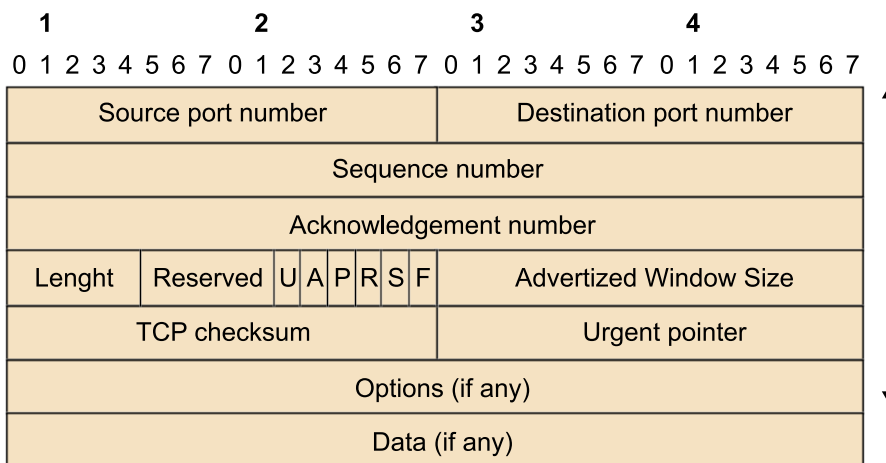 1 2 3 4
0 1 2 3 4 5 6 7 0 1 2 3 4 5 6 7 0 1 2 3 4 5 6 7 0 1 2 3 4 5 6 7
Source port number Destination port number
Sequence number
Acknowledgement number
Lenght Reserved U A P R S F Advertized Window Size
TCP checksum Urgent pointer
Options (if any)
Data (if any)